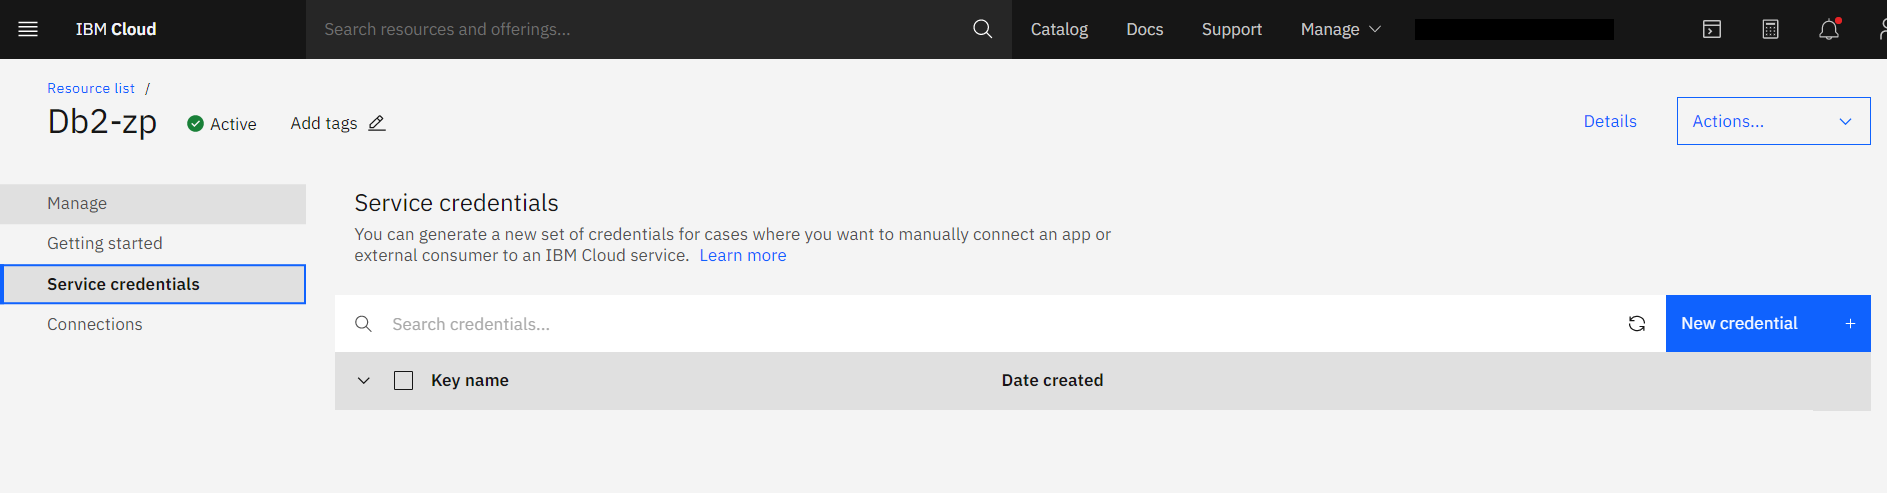 IBM Cloud
Search resources and offerings...
Catalog
Docs
Support
Manage
Resource list /
Db2-zp
Active
Add tags
Details
Actions...
Manage
Getting started
Service credentials
Connections
Service credentials
You can generate a new set of credentials for cases where you want to manually connect an app or
external consumer to an IBM Cloud service. Learn more
Search credentials...
New credential +
Key name
Date created